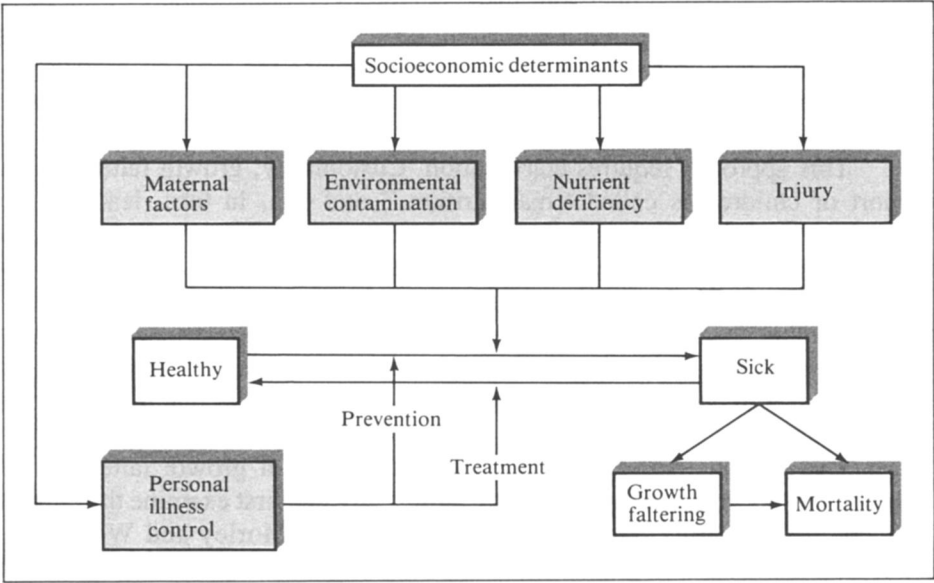 Socioeconomic determinants
Maternal
factors
Environmental
contamination
Nutrient
deficiency
Injury
Healthy
Sick
Prevention
Treatment
Personal
illness
control
Growth
faltering
Mortality